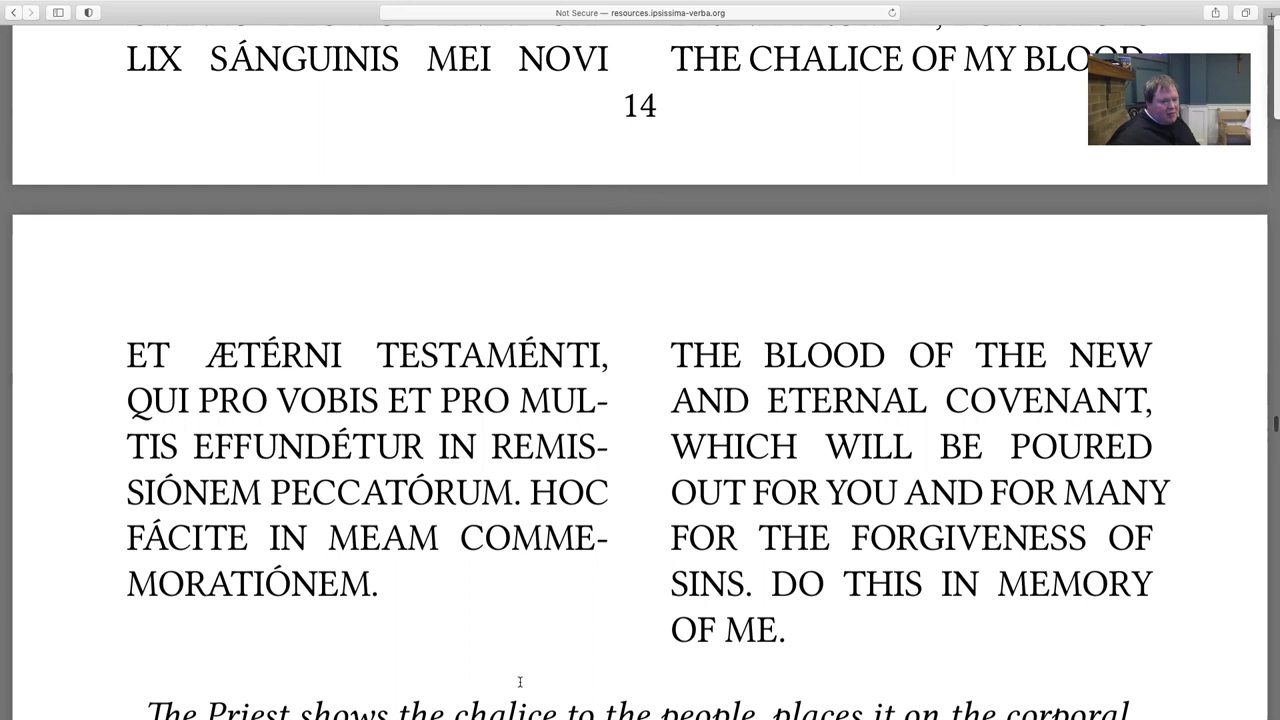 Not Secure — resources.ipsissima-verba.org
LIX SÁNGUINIS MEI NOVI
THE CHALICE OF MY BLOOD,
14
ET ÆTÉRNI TESTAMÉNTI,
QUI PRO VOBIS ET PRO MUL-
TIS EFFUNDÉTUR IN REMIS-
SIÓNEM PECCATÓRUM. HOC
FÁCITE IN MEAM COMME-
MORATIÓNEM.
THE BLOOD OF THE NEW
AND ETERNAL COVENANT,
WHICH WILL BE POURED
OUT FOR YOU AND FOR MANY
FOR THE FORGIVENESS OF
SINS. DO THIS IN MEMORY
OF ME.
The Priest shows the chalice to the people, places it on the corporal